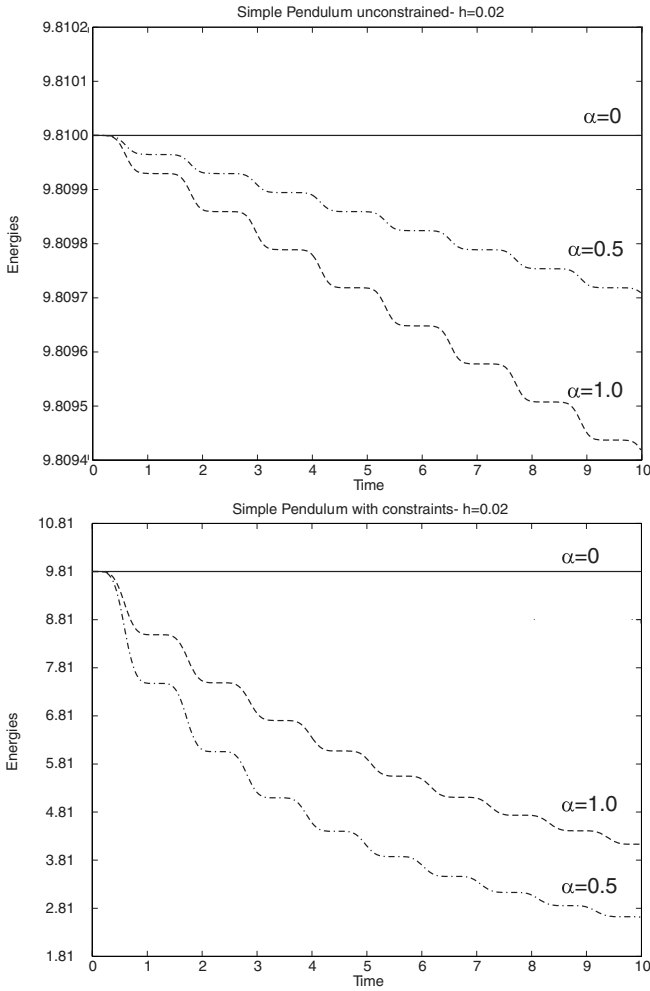 Simple Pendulum unconstrained- h=0.02
9.8102
9.8101
9.8100
9.8099
9.8098
9.8097
9.8096
9.8095
9.8094
Energies
α=0
α=0.5
α=1.0
0 1 2 3 4 5 6 7 8 9 10
Time
Simple Pendulum with constraints- h=0.02
10.81
9.81
8.81
7.81
6.81
5.81
4.81
3.81
2.81
1.81
Energies
α=0
α=1.0
α=0.5
0 1 2 3 4 5 6 7 8 9 10
Time